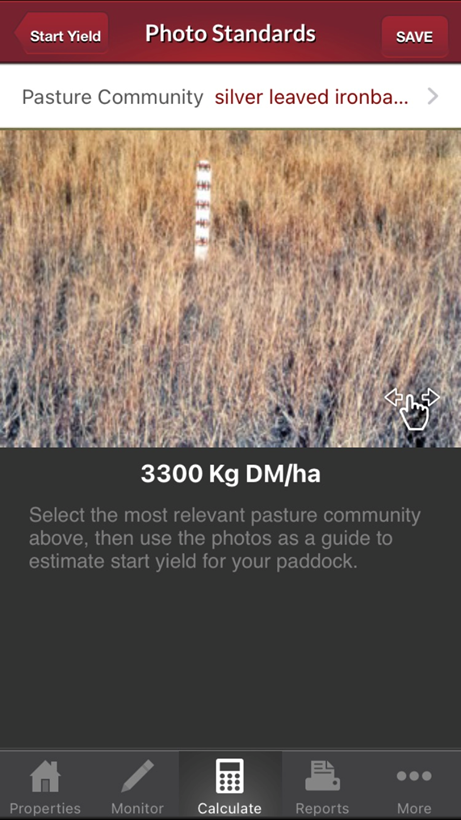 Start Yield
Photo Standards
SAVE
Pasture Community silver leaved ironba...
3300 Kg DM/ha
Select the most relevant pasture community
above, then use the photos as a guide to
estimate start yield for your paddock.
Properties
Monitor
Calculate
Reports
More